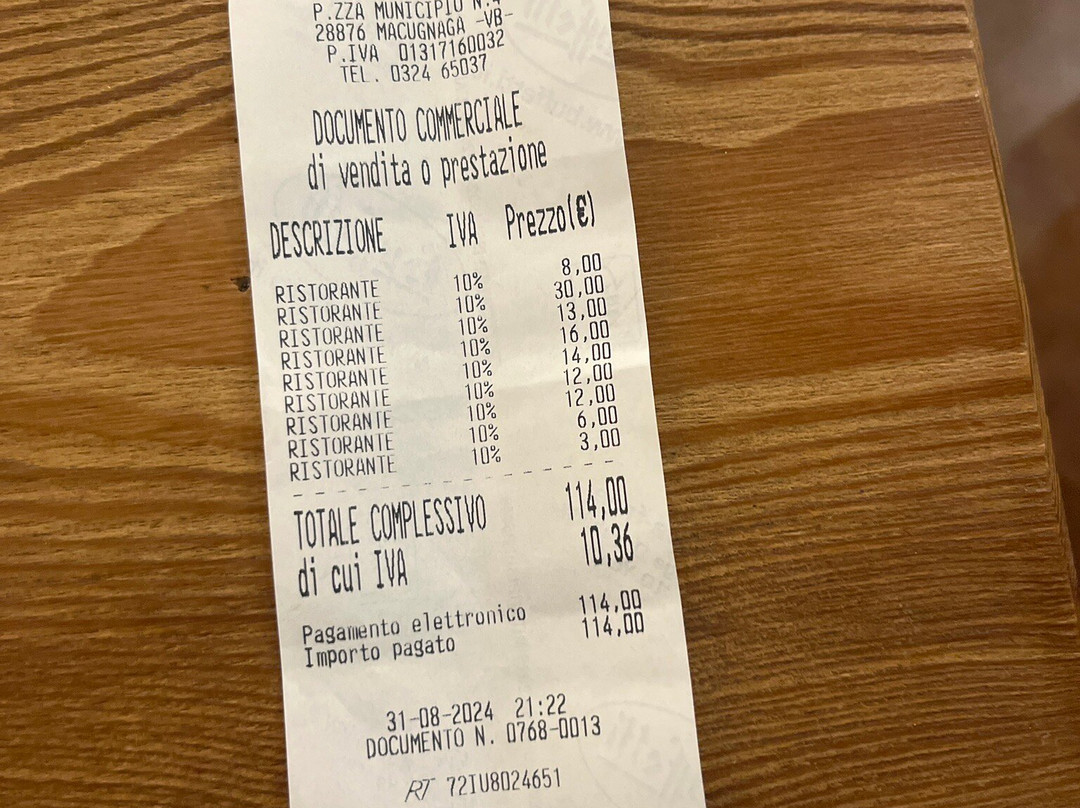 P.ZZA MUNICIPIO N.4
28876 MACUGNAGA -VB-
P.IVA 01317160032
TEL. 0324 65037
DOCUMENTO COMMERCIALE
di vendita o prestazione
DESCRIZIONE IVA Prezzo(€)
RISTORANTE 10% 8,00
RISTORANTE 10% 30,00
RISTORANTE 10% 13,00
RISTORANTE 10% 16,00
RISTORANTE 10% 14,00
RISTORANTE 10% 12,00
RISTORANTE 10% 12,00
RISTORANTE 10% 6,00
RISTORANTE 10% 3,00
TOTALE COMPLESSIVO 114,00
di cui IVA 10,36
Pagamento elettronico 114,00
Importo pagato 114,00
31-08-2024 21:22
DOCUMENTO N. 0768-0013
RT 72IU8024651